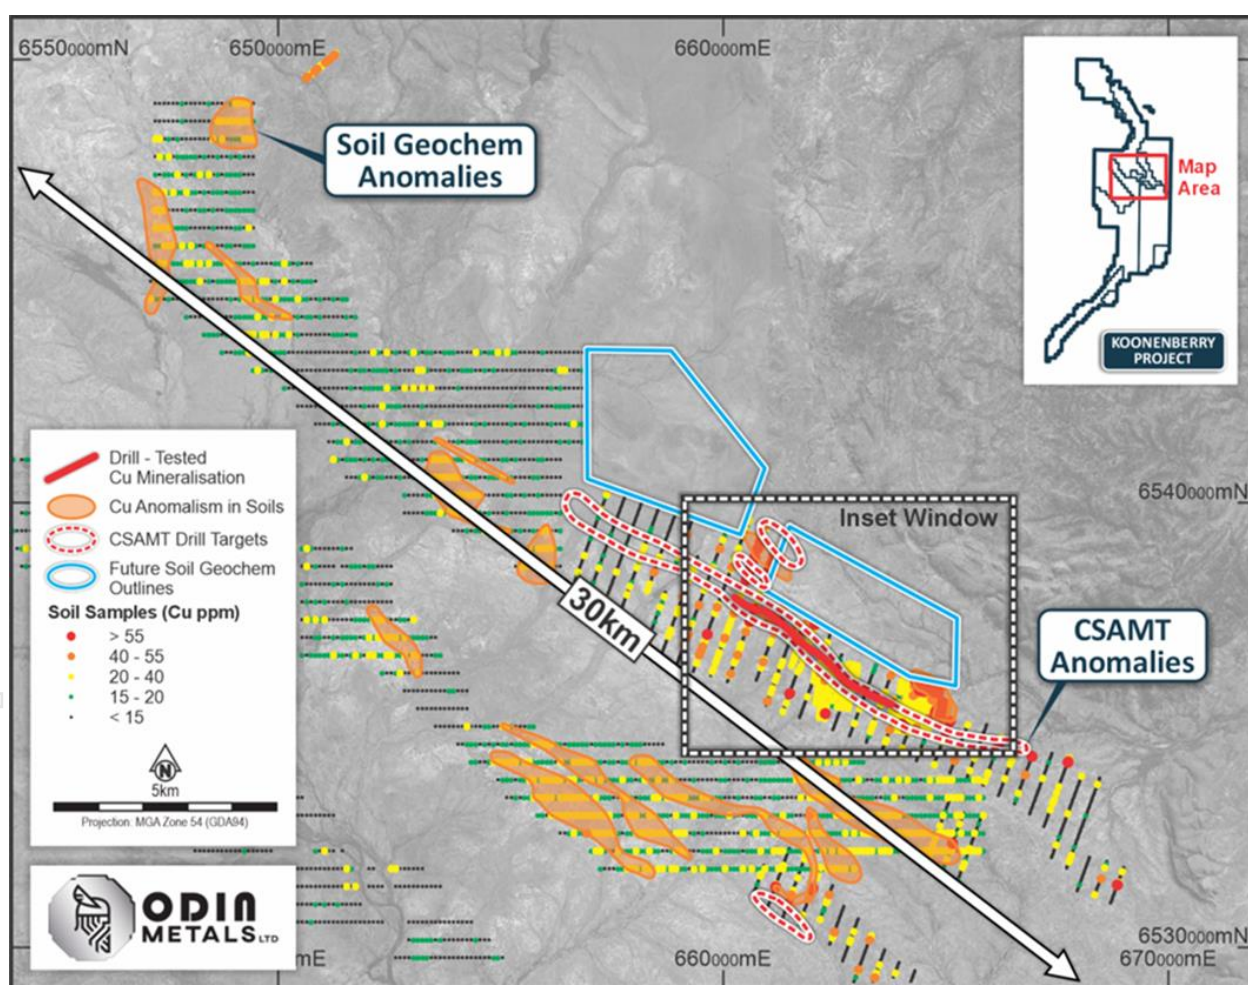 6550000mN
650000mE
660000mE
Soil Geochem
Anomalies
Map
Area
KOONENBERRY
PROJECT
Drill - Tested
Cu Mineralisation
Cu Anomalism in Soils
CSAMT Drill Targets
Future Soil Geochem
Outlines
Soil Samples (Cu ppm)
> 55
40 - 55
20 - 40
15 - 20
< 15
N
5km
Projection: MGA Zone 54 (GDA94)
6540000mN
Inset Window
30km
CSAMT
Anomalies
ODIN
METALS LTD
mE
660000mE
6530000mN
670000mE